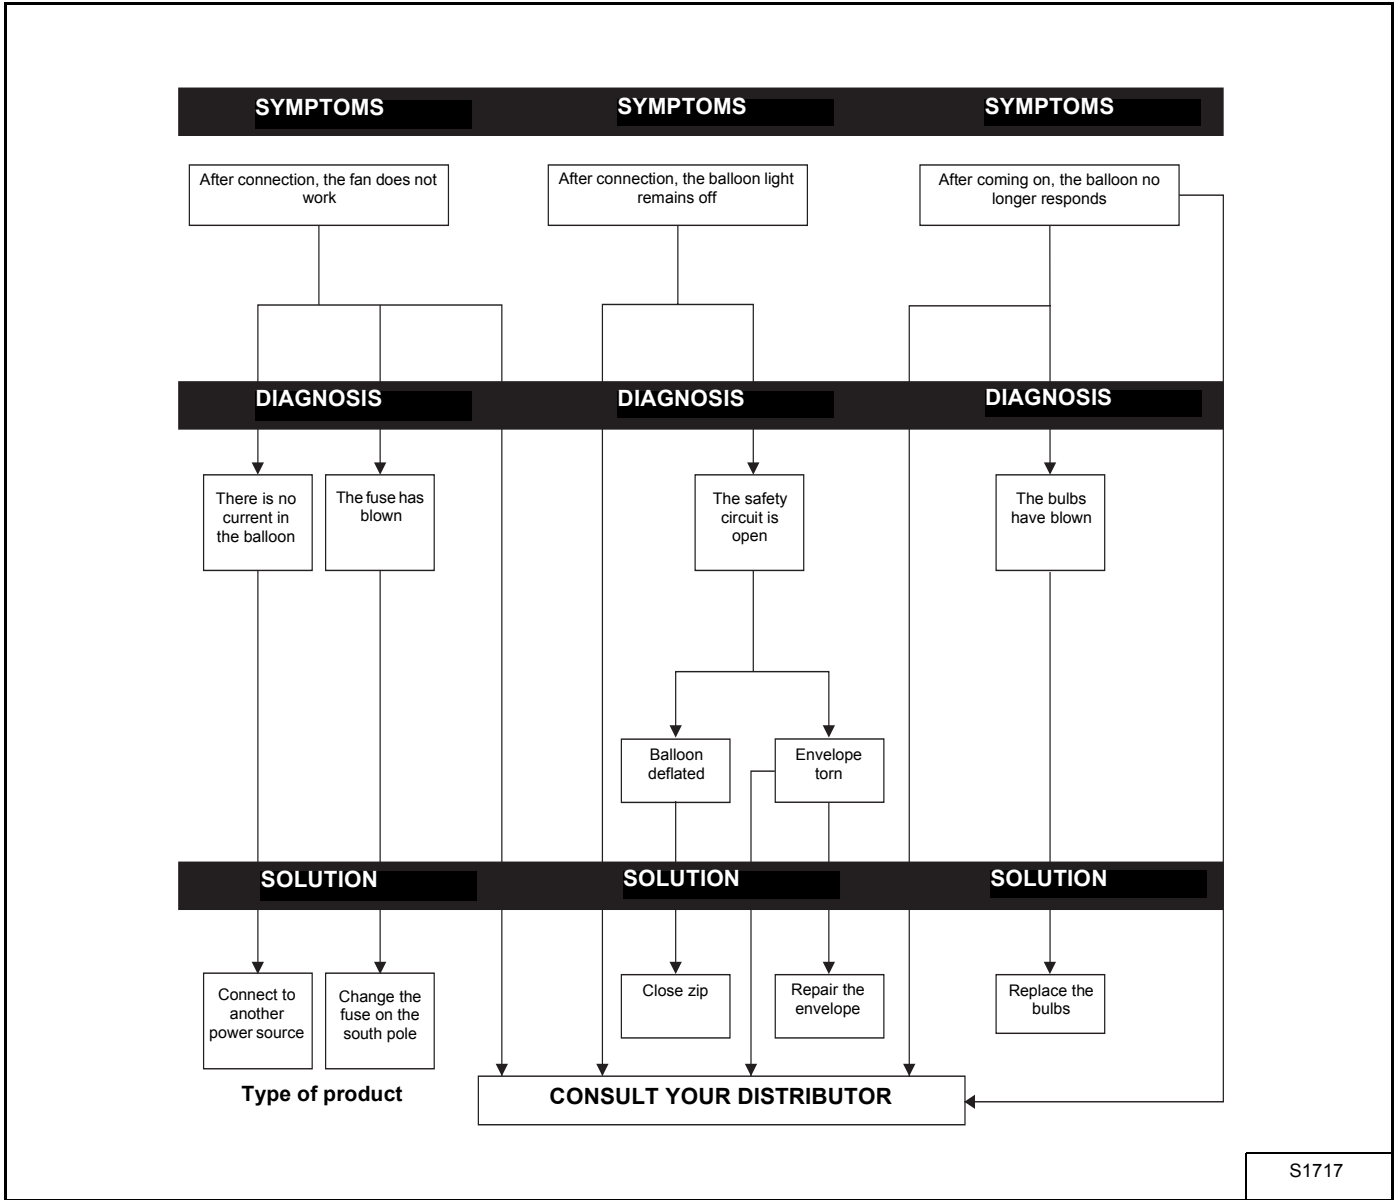 SYMPTOMS SYMPTOMS SYMPTOMS
After connection, the fan does not
work
After connection, the balloon light
remains off
After coming on, the balloon no
longer responds
DIAGNOSIS DIAGNOSIS DIAGNOSIS
There is no
current in
the balloon
The fuse has
blown
The safety
circuit is
open
The bulbs
have blown
Balloon
deflated
Envelope
torn
SOLUTION SOLUTION SOLUTION
Connect to
another
power source
Change the
fuse on the
south pole
Close zip
Repair the
envelope
Replace the
bulbs
Type of product
CONSULT YOUR DISTRIBUTOR
S1717